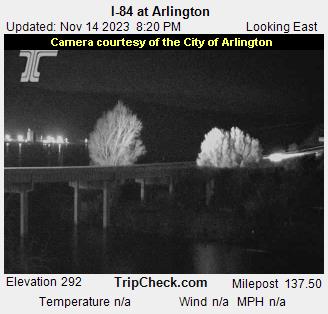 I-84 at Arlington
Updated: Nov 14 2023 8:20 PM Looking East
Camera courtesy of the City of Arlington
Elevation 292 TripCheck.com Milepost 137.50
Temperature n/a Wind n/a MPH n/a